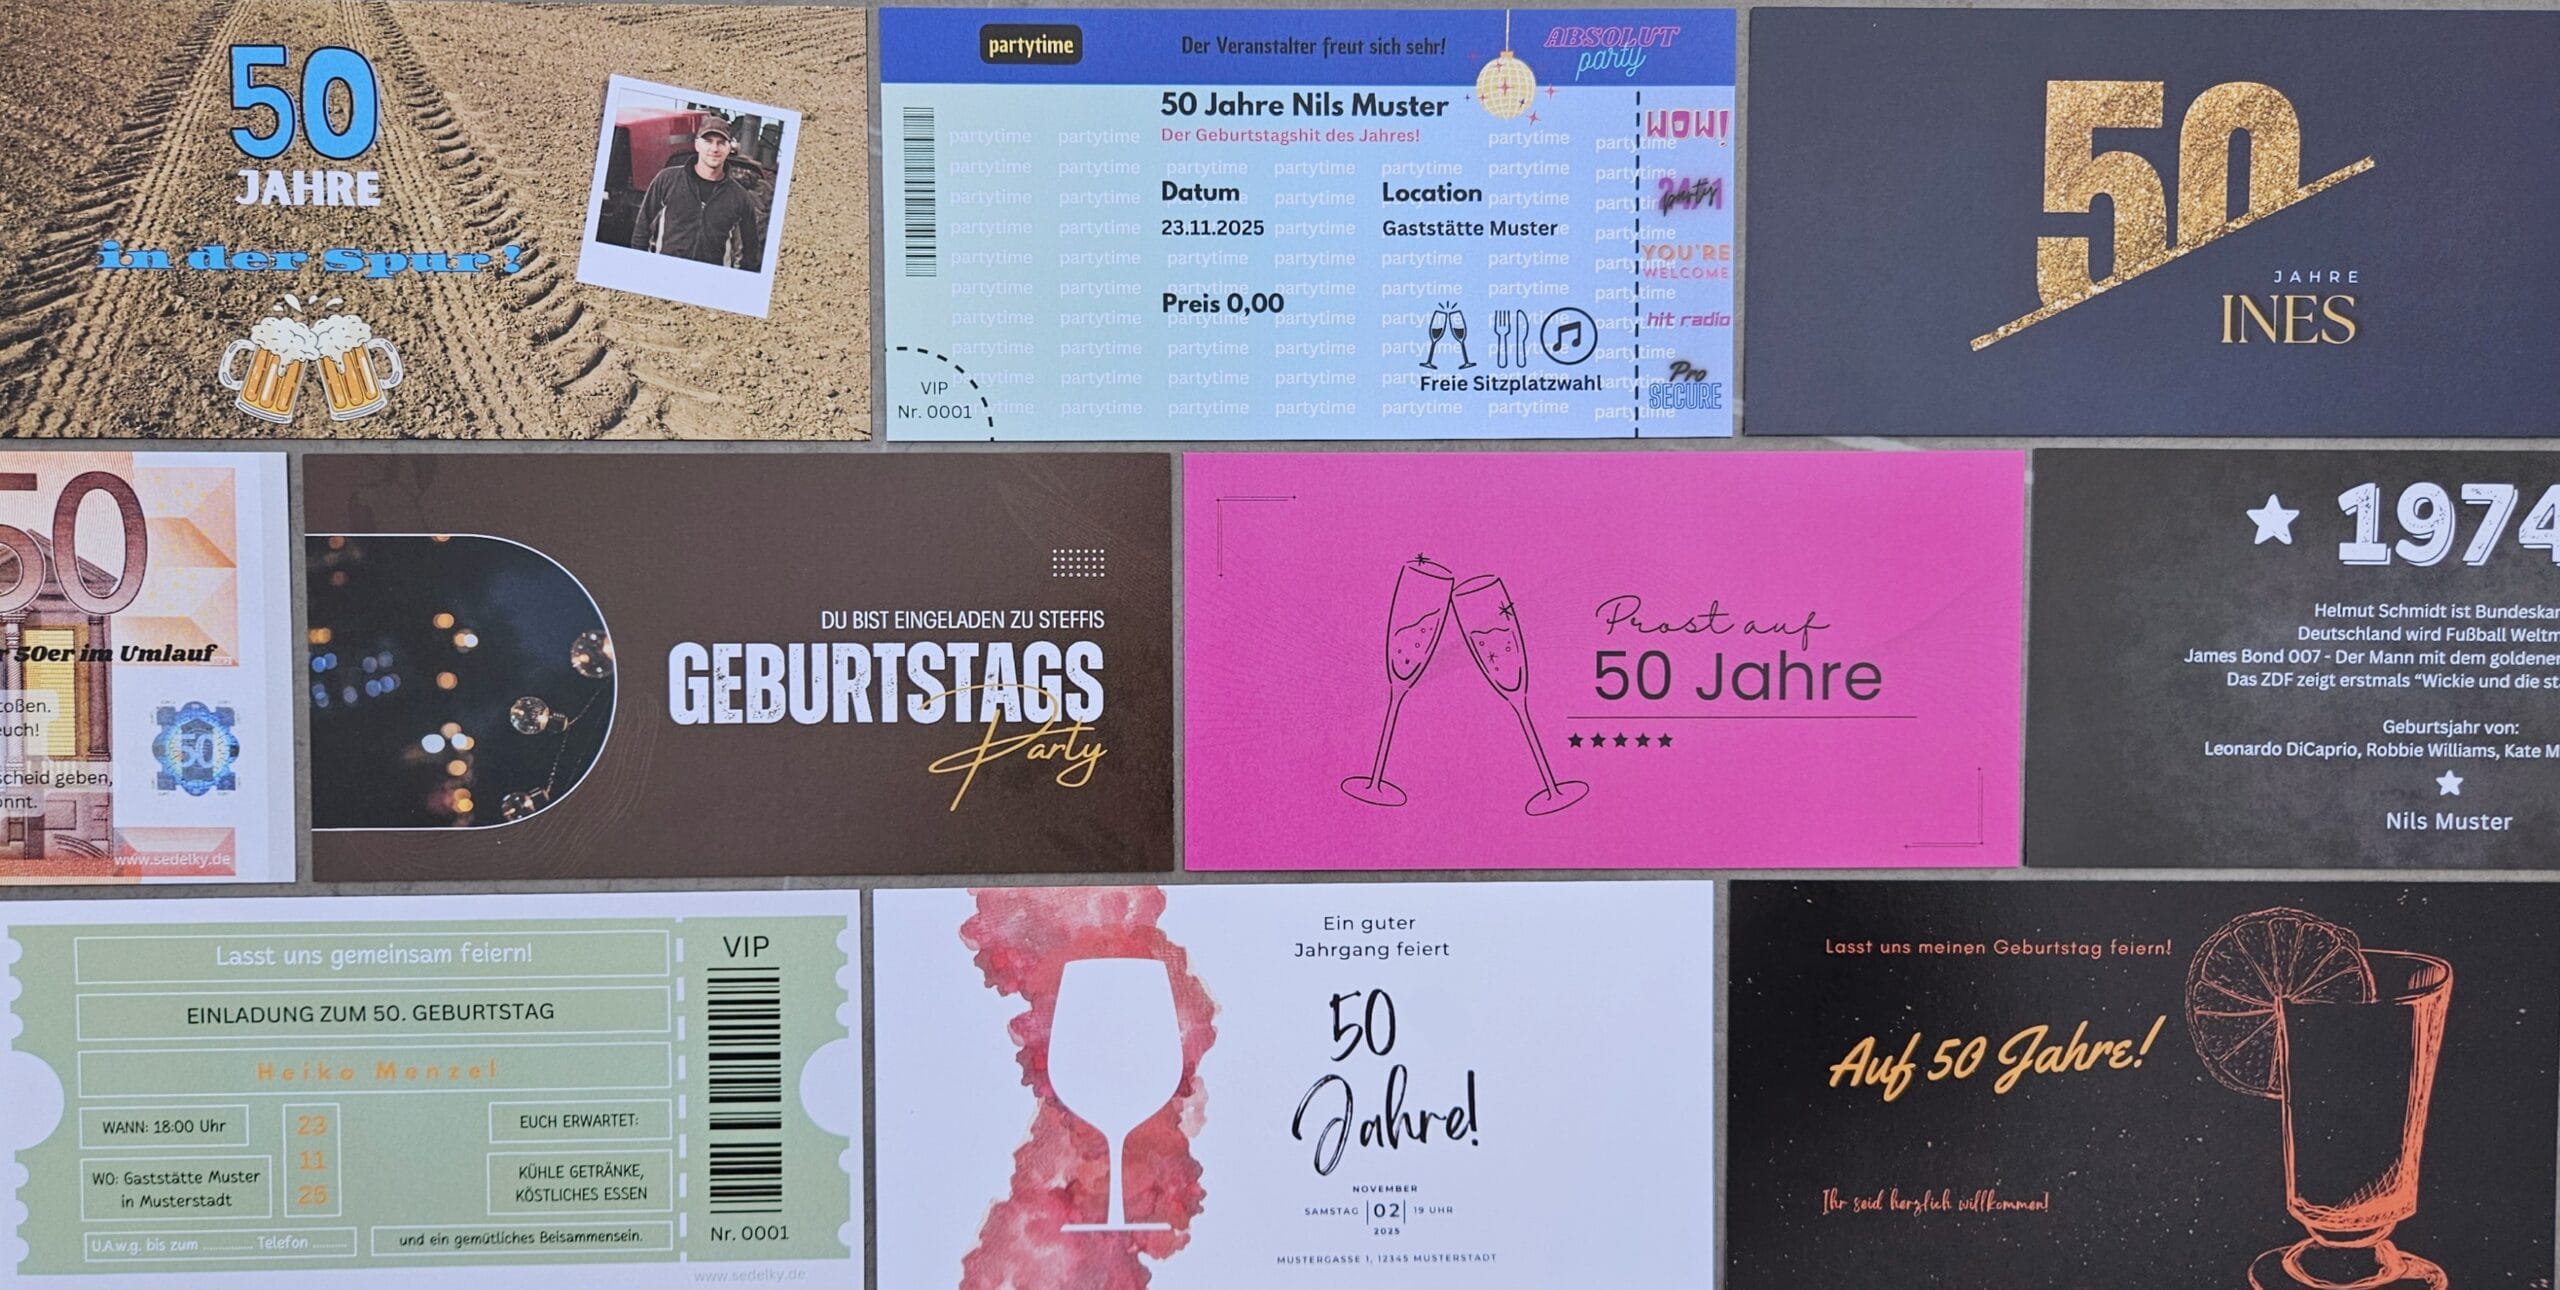 50
JAHRE
in der Spur!
partytime
Der Veranstalter freut sich sehr!
ABSOLUT
party
50 Jahre Nils Muster
Der Geburtstagshit des Jahres!
Datum
Location
23.11.2025
Gaststätte Muster
Preis 0,00
Freie Sitzplatzwahl
VIP
Nr. 0001
WOW!
party
YOU'RE
WELCOME
hit radio
Pro
SECURE
50
JAHRE
INES
50
50er im Umlauf
scheid geben,
www.sedelky.de
50
DU BIST EINGELADEN ZU STEFFIS
GEBURTSTAGS
Party
Prost auf
50 Jahre
1974
Helmut Schmidt ist Bundeskan
Deutschland wird Fußball Weltm
James Bond 007 - Der Mann mit dem goldener
Das ZDF zeigt erstmals "Wickie und die st
Geburtsjahr von:
Leonardo DiCaprio, Robbie Williams, Kate M
Nils Muster
Lasst uns gemeinsam feiern!
EINLADUNG ZUM 50. GEBURTSTAG
Heiko Menzel
WANN: 18:00 Uhr
WO: Gaststätte Muster
in Musterstadt
23
11
25
EUCH ERWARTET:
KÜHLE GETRÄNKE,
KÖSTLICHES ESSEN
U.A.w.g. bis zum ............. Telefon .........
und ein gemütliches Beisammensein.
VIP
Nr. 0001
www.sedelky.de
Ein guter
Jahrgang feiert
50
Jahre!
NOVEMBER
SAMSTAG | 02 | 19 UHR
2025
MUSTERGASSE 1, 12345 MUSTERSTADT
Lasst uns meinen Geburtstag feiern!
Auf 50 Jahre!
Ihr seid herzlich willkommen!